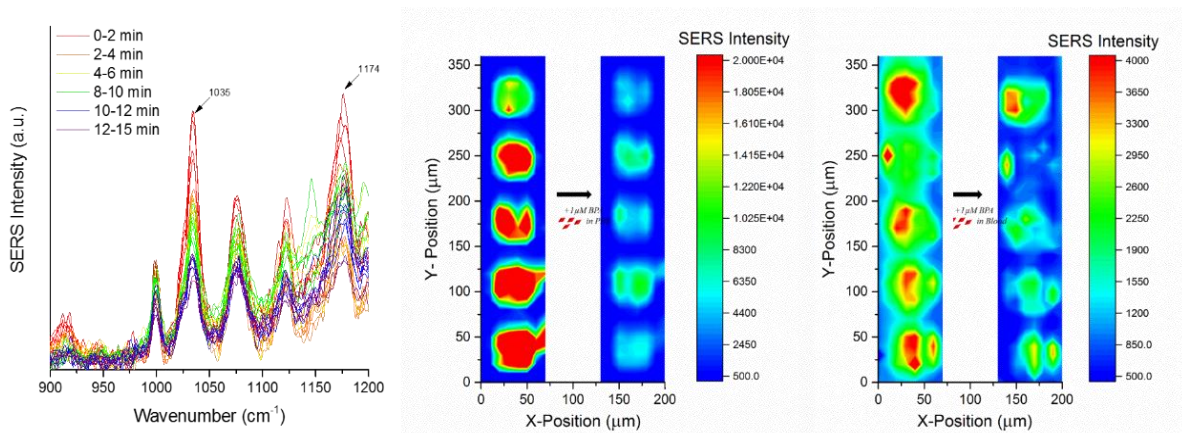 0-2 min
2-4 min
4-6 min
8-10 min
10-12 min
12-15 min
1035
1174
SERS Intensity (a.u.)
900 950 1000 1050 1100 1150 1200
Wavenumber (cm-1)
SERS Intensity
Y- Position (µm)
350
300
250
200
150
100
50
0
+1µM BPA
in
0 50 100 150 200
X-Position (µm)
2.000E+04
1.805E+04
1.610E+04
1.415E+04
1.220E+04
1.025E+04
8300
6350
4400
2450
500.0
SERS Intensity
Y-Position (µm)
350
300
250
200
150
100
50
0
+1µM BPA
in Blood
0 50 100 150 200
X-Position (µm)
4000
3650
3300
2950
2600
2250
1900
1550
1200
850.0
500.0